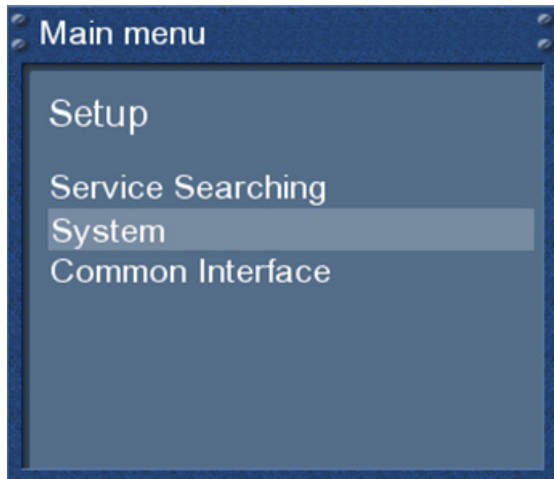 Main menu
Setup
Service Searching
System
Common Interface